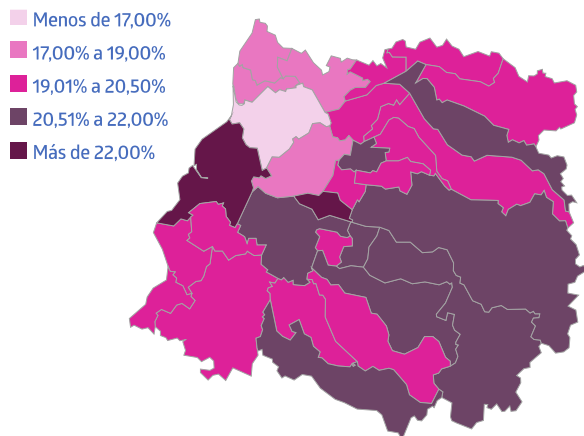 Menos de 17,00%
17,00% a 19,00%
19,01% a 20,50%
20,51% a 22,00%
Más de 22,00%